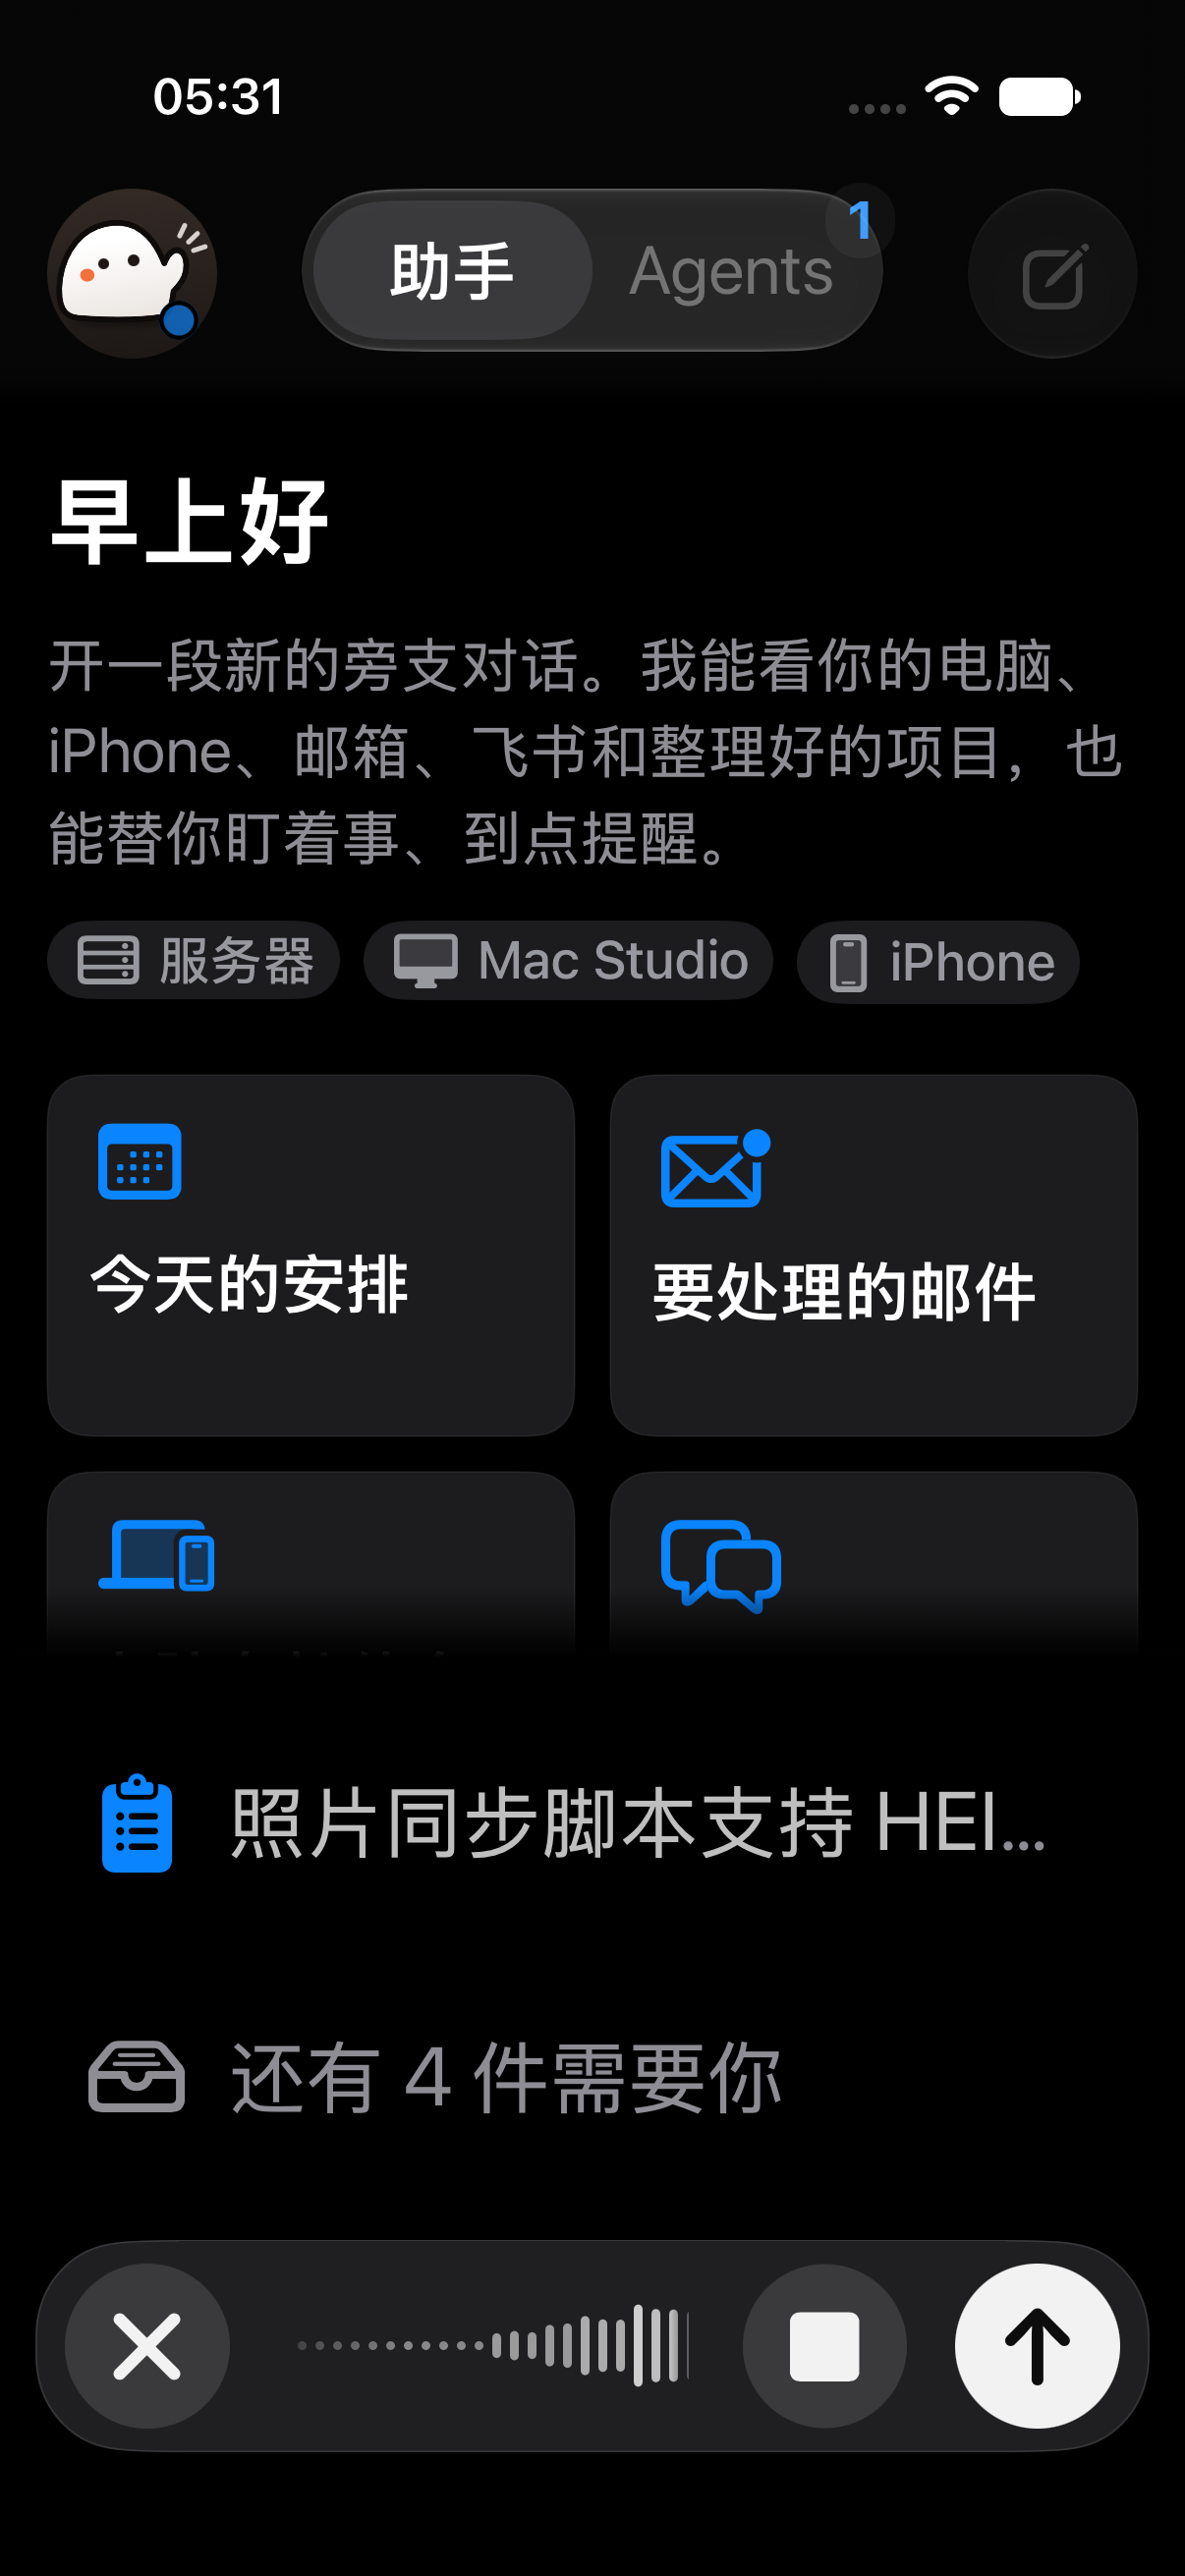 05:31
助手
Agents
1
早上好
开一段新的旁支对话。我能看你的电脑、
iPhone、邮箱、飞书和整理好的项目，也
能替你盯着事、到点提醒。
服务器
Mac Studio
iPhone
今天的安排
要处理的邮件
照片同步脚本支持 HEI...
还有 4 件需要你